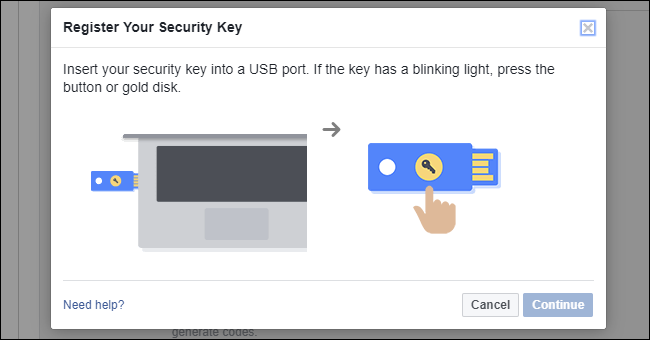 Register Your Security Key
Insert your security key into a USB port. If the key has a blinking light, press the
button or gold disk.
Need help?
Cancel
Continue
generate codes.